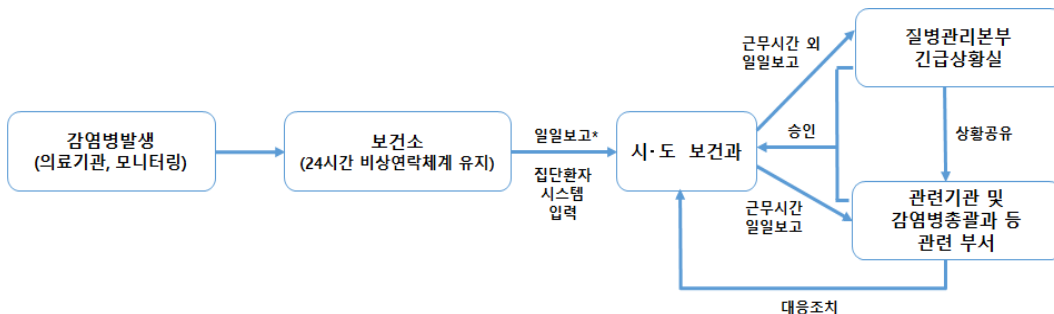 감염병발생
(의료기관, 모니터링)
보건소
(24시간 비상연락체계 유지)
일일보고*
집단환자
시스템
입력
시·도 보건과
근무시간 외
일일보고
승인
근무시간
일일보고
질병관리본부
긴급상황실
상황공유
관련기관 및
감염병총괄과 등
관련 부서
대응조치